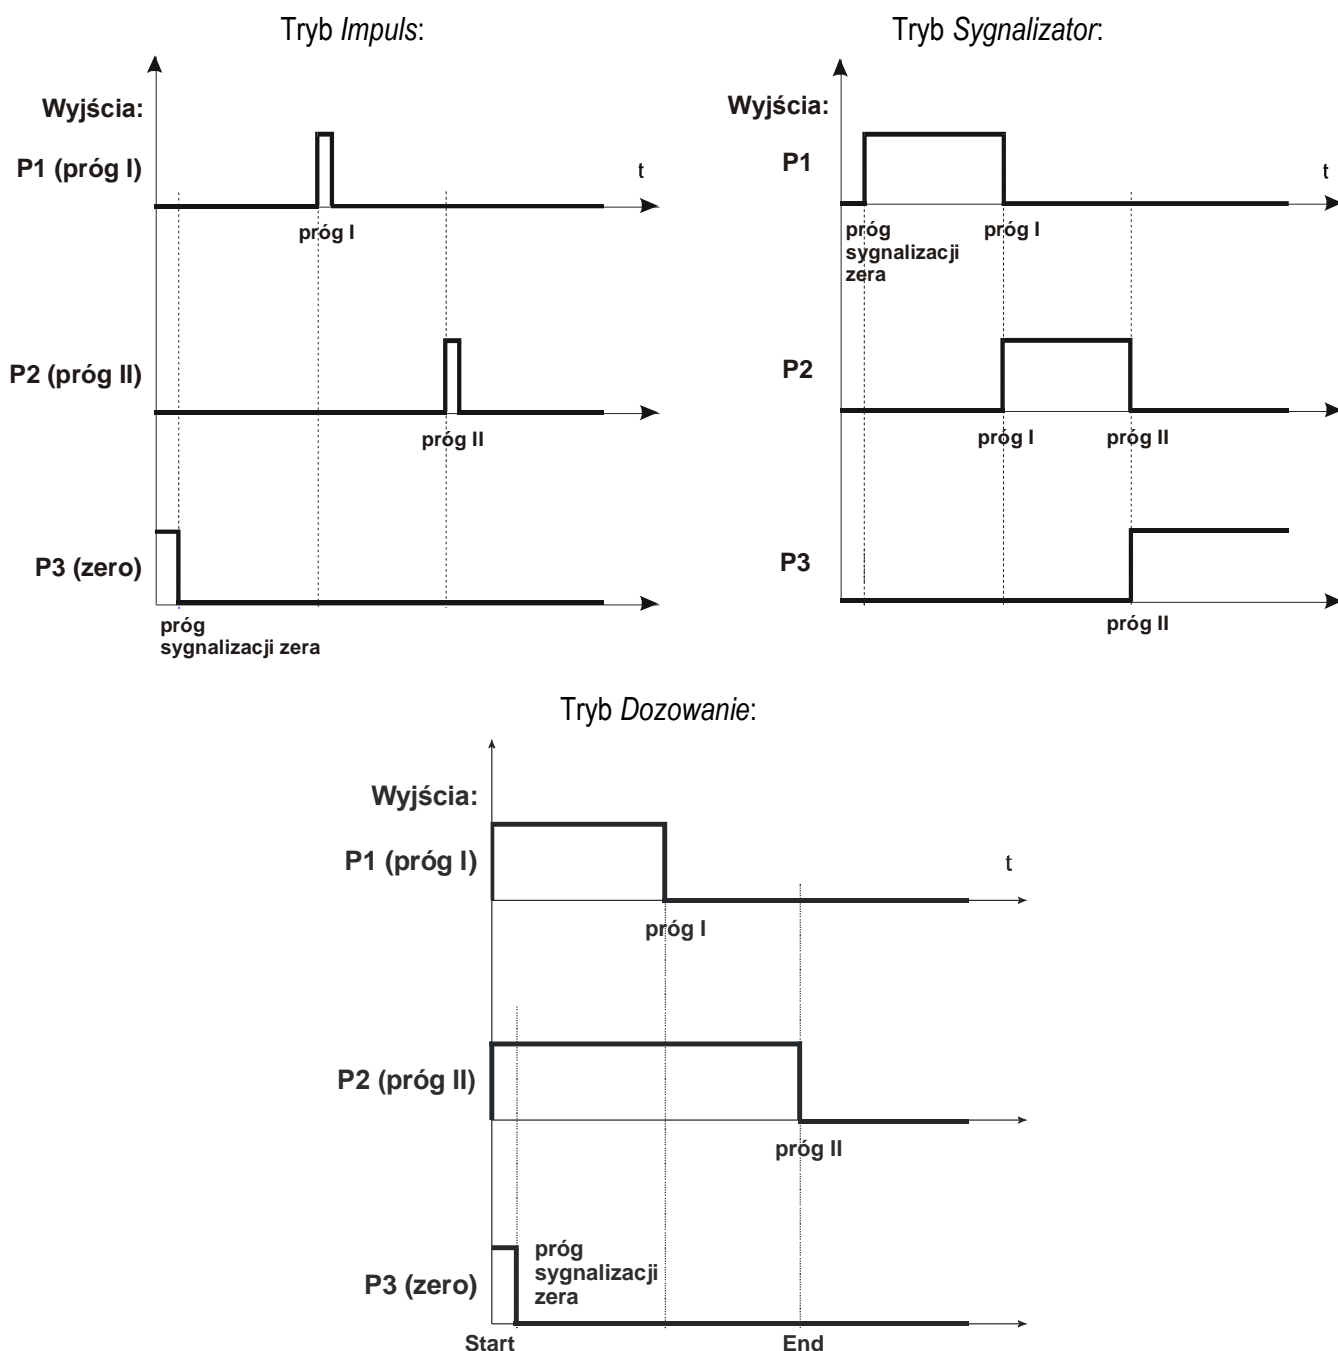 Tryb Impuls:
Wyjścia:
P1 (próg I)
t
próg I
P2 (próg II)
próg II
P3 (zero)
próg
sygnalizacji zera
Tryb Sygnalizator:
Wyjścia:
P1
t
próg
sygnalizacji
zera
próg I
P2
próg I
próg II
P3
próg II
Tryb Dozowanie:
Wyjścia:
P1 (próg I)
t
próg I
P2 (próg II)
próg II
próg
sygnalizacji
zera
P3 (zero)
Start
End